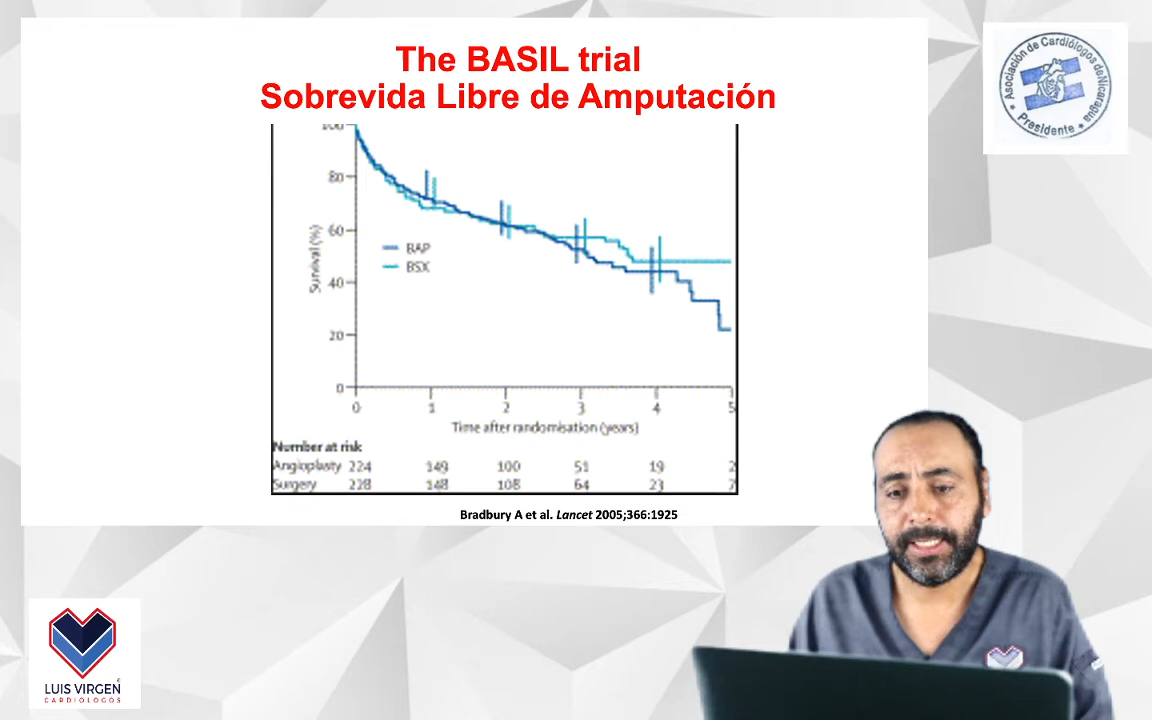 The BASIL trial
Sobrevida Libre de Amputación
Asociación de Cardiólogos de Nicaragua
Presidente
100
80
60
40
20
0
Survival (%)
BAP
BSX
0 1 2 3 4 5
Time after randomisation (years)
Number at risk
Angioplasty 224 149 100 51 19 2
Surgery 228 148 108 64 23 7
Bradbury A et al. Lancet 2005;366:1925
LUIS VIRGEN
CARDIOLOGOS